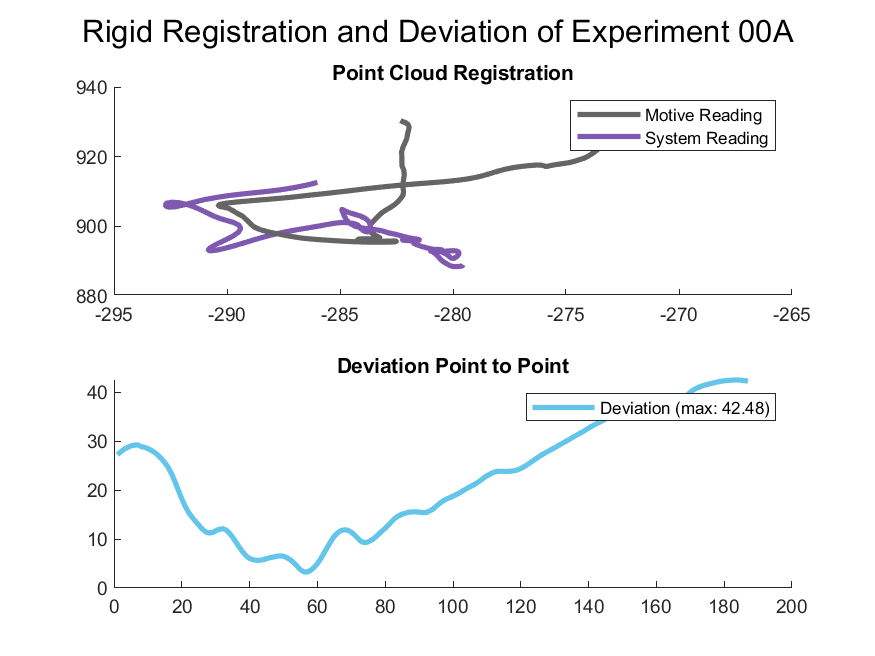 Rigid Registration and Deviation of Experiment 00A
Point Cloud Registration
940
920
900
880
Motive Reading
System Reading
-295 -290 -285 -280 -275 -270 -265
Deviation Point to Point
40
30
20
10
0
Deviation (max: 42.48)
0 20 40 60 80 100 120 140 160 180 200